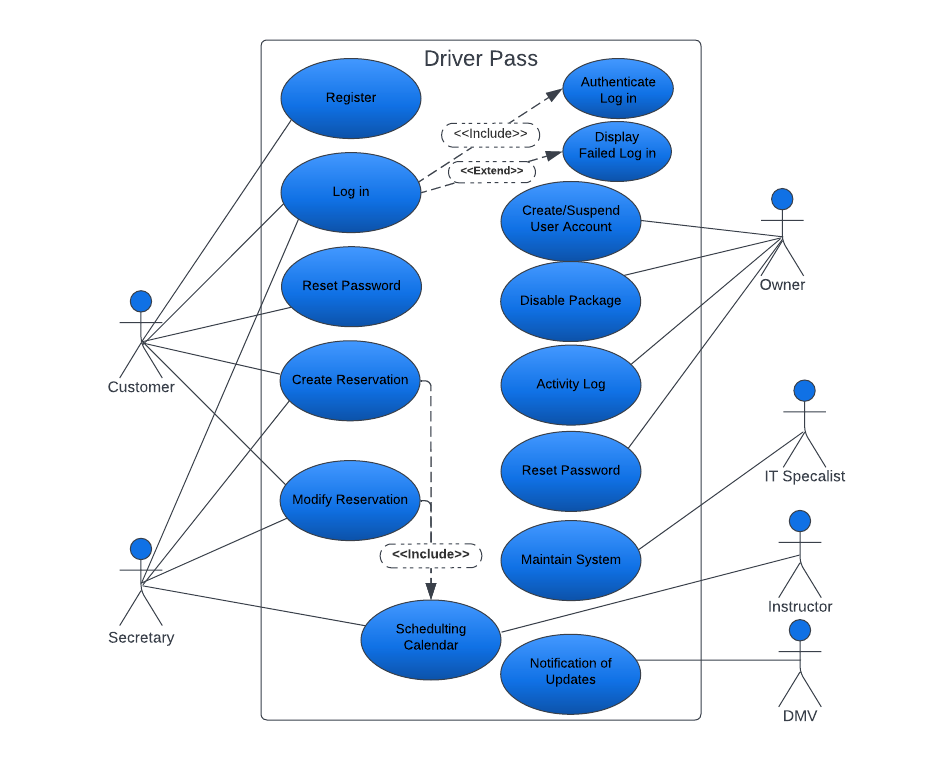 Driver Pass
Register
Authenticate
Log in
<<Include>>
Display
Failed Log in
<<Extend>>
Log in
Create/Suspend
User Account
Owner
Reset Password
Disable Package
Customer
Create Reservation
Activity Log
Reset Password
IT Specalist
Modify Reservation
<<Include>>
Maintain System
Instructor
Secretary
Schedulting
Calendar
Notification of
Updates
DMV